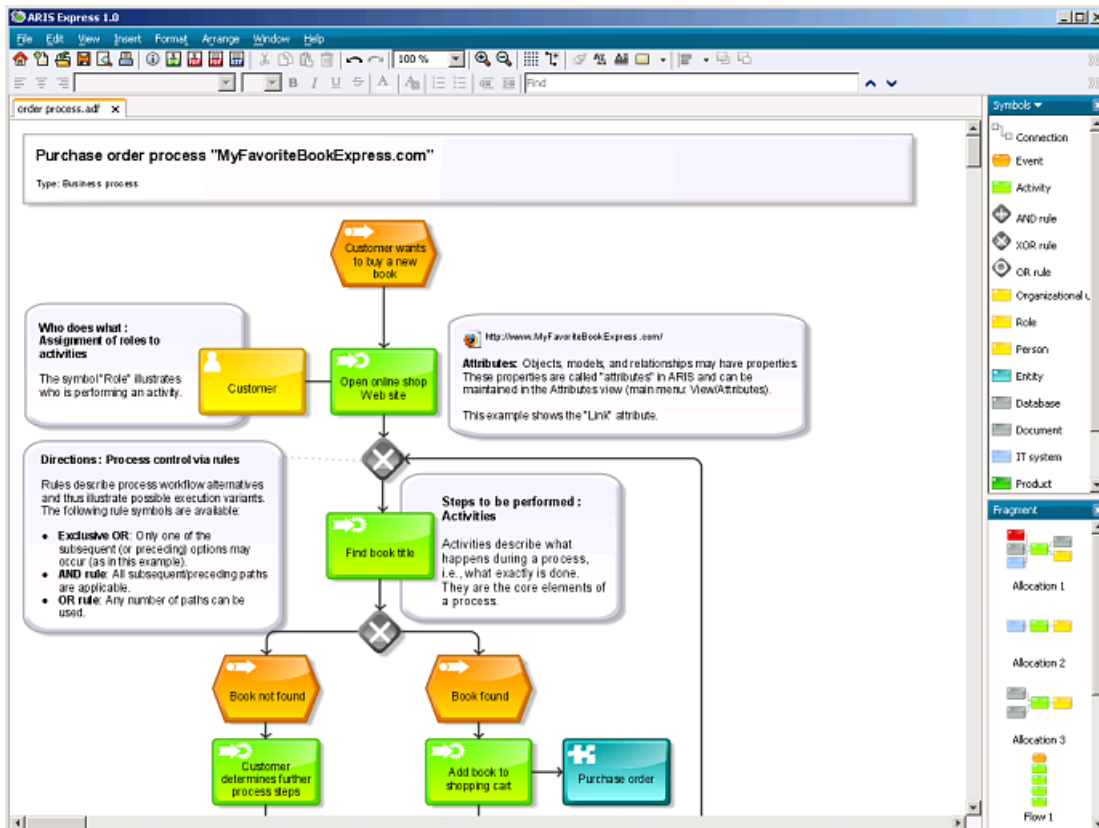 ARIS Express 1.0
File Edit View Insert Format Arrange Window Help
100 %
B I U S A
Find
order process.adf x
Purchase order process "MyFavoriteBookExpress.com"
Type: Business process
Customer wants
to buy a new
book
Who does what :
Assignment of roles to
activities
The symbol "Role" illustrates
who is performing an activity.
Customer
Open online shop
Web site
http://www.MyFavoriteBookExpress.com/
Attributes: Objects, models, and relationships may have properties.
These properties are called "attributes" in ARIS and can be
maintained in the Attributes view (main menu: View/Attributes).
This example shows the "Link" attribute.
Directions : Process control via rules
Rules describe process workflow alternatives
and thus illustrate possible execution variants.
The following rule symbols are available:
• Exclusive OR: Only one of the
subsequent (or preceding) options may
occur (as in this example).
• AND rule: All subsequent/preceding paths
are applicable.
• OR rule: Any number of paths can be
used.
Find book title
Steps to be performed :
Activities
Activities describe what
happens during a process,
i.e., what exactly is done.
They are the core elements of
a process.
Book not found
Book found
Customer
determines further
process steps
Add book to
shopping cart
Purchase order
Symbols
Connection
Event
Activity
AND rule
XOR rule
OR rule
Organizational u
Role
Person
Entity
Database
Document
IT system
Product
Fragment
Allocation 1
Allocation 2
Allocation 3
Flow 1